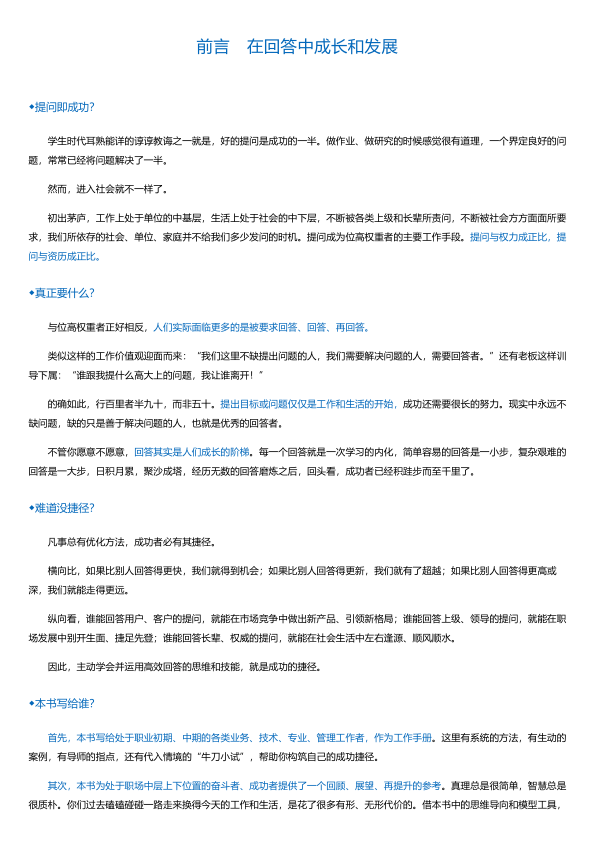 前言　在回答中成长和发展
◆提问即成功？
学生时代耳熟能详的谆谆教诲之一就是，好的提问是成功的一半。做作业、做研究的时候感觉很有道理，一个界定良好的问
题，常常已经将问题解决了一半。
然而，进入社会就不一样了。
初出茅庐，工作上处于单位的中基层，生活上处于社会的中下层，不断被各类上级和长辈所责问，不断被社会方方面面所要
求，我们所依存的社会、单位、家庭并不给我们多少发问的时机。提问成为位高权重者的主要工作手段。提问与权力成正比，提
问与资历成正比。
◆真正要什么？
与位高权重者正好相反，人们实际面临更多的是被要求回答、回答、再回答。
类似这样的工作价值观迎面而来：“我们这里不缺提出问题的人，我们需要解决问题的人，需要回答者。”还有老板这样训
导下属：“谁跟我提什么高大上的问题，我让谁离开！”
的确如此，行百里者半九十，而非五十。提出目标或问题仅仅是工作和生活的开始，成功还需要很长的努力。现实中永远不
缺问题，缺的只是善于解决问题的人，也就是优秀的回答者。
不管你愿意不愿意，回答其实是人们成长的阶梯。每一个回答就是一次学习的内化，简单容易的回答是一小步，复杂艰难的
回答是一大步，日积月累，聚沙成塔，经历无数的回答磨炼之后，回头看，成功者已经积跬步而至千里了。
◆难道没捷径？
凡事总有优化方法，成功者必有其捷径。
横向比，如果比别人回答得更快，我们就得到机会；如果比别人回答得更新，我们就有了超越；如果比别人回答得更高或
深，我们就能走得更远。
纵向看，谁能回答用户、客户的提问，就能在市场竞争中做出新产品、引领新格局；谁能回答上级、领导的提问，就能在职
场发展中别开生面、捷足先登；谁能回答长辈、权威的提问，就能在社会生活中左右逢源、顺风顺水。
因此，主动学会并运用高效回答的思维和技能，就是成功的捷径。
◆本书写给谁？
首先，本书写给处于职业初期、中期的各类业务、技术、专业、管理工作者，作为工作手册。这里有系统的方法，有生动的
案例，有导师的指点，还有代入情境的“牛刀小试”，帮助你构筑自己的成功捷径。
其次，本书为处于职场中层上下位置的奋斗者、成功者提供了一个回顾、展望、再提升的参考。真理总是很简单，智慧总是
很质朴。你们过去磕磕碰碰一路走来换得今天的工作和生活，是花了很多有形、无形代价的。借本书中的思维导向和模型工具，